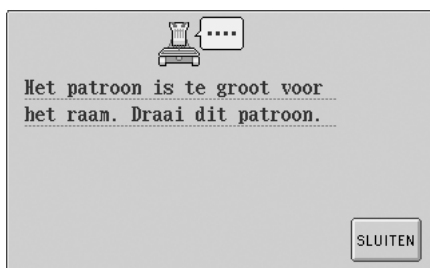 ....
Het patroon is te groot voor
het raam. Draai dit patroon.
SLUITEN